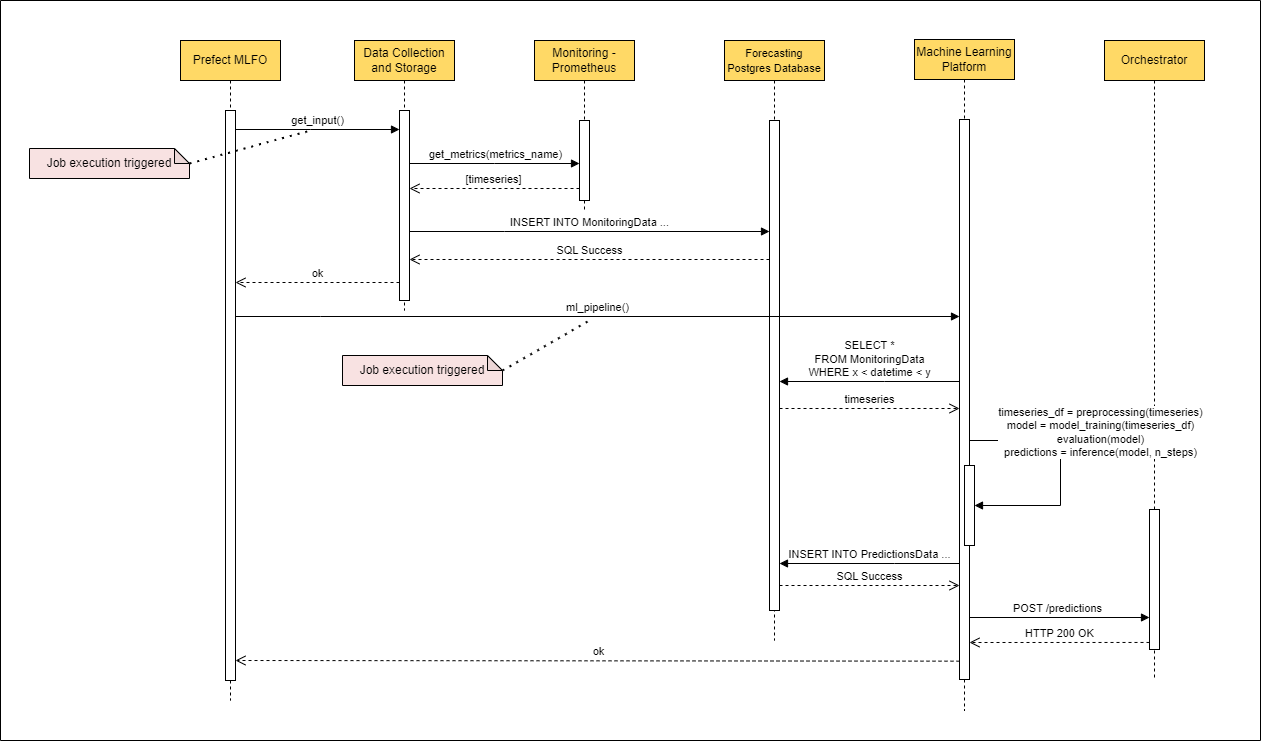 Prefect MLFO
Data Collection
and Storage
Monitoring -
Prometheus
Forecasting
Postgres Database
Machine Learning
Platform
Orchestrator
get_input()
Job execution triggered
get_metrics(metrics_name)
[timeseries]
INSERT INTO MonitoringData ...
SQL Success
ok
ml_pipeline()
Job execution triggered
SELECT *
FROM MonitoringData
WHERE x < datetime < y
timeseries
timeseries_df = preprocessing(timeseries)
model = model_training(timeseries_df)
evaluation(model)
predictions = inference(model, n_steps)
INSERT INTO PredictionsData ...
SQL Success
POST /predictions
HTTP 200 OK
ok